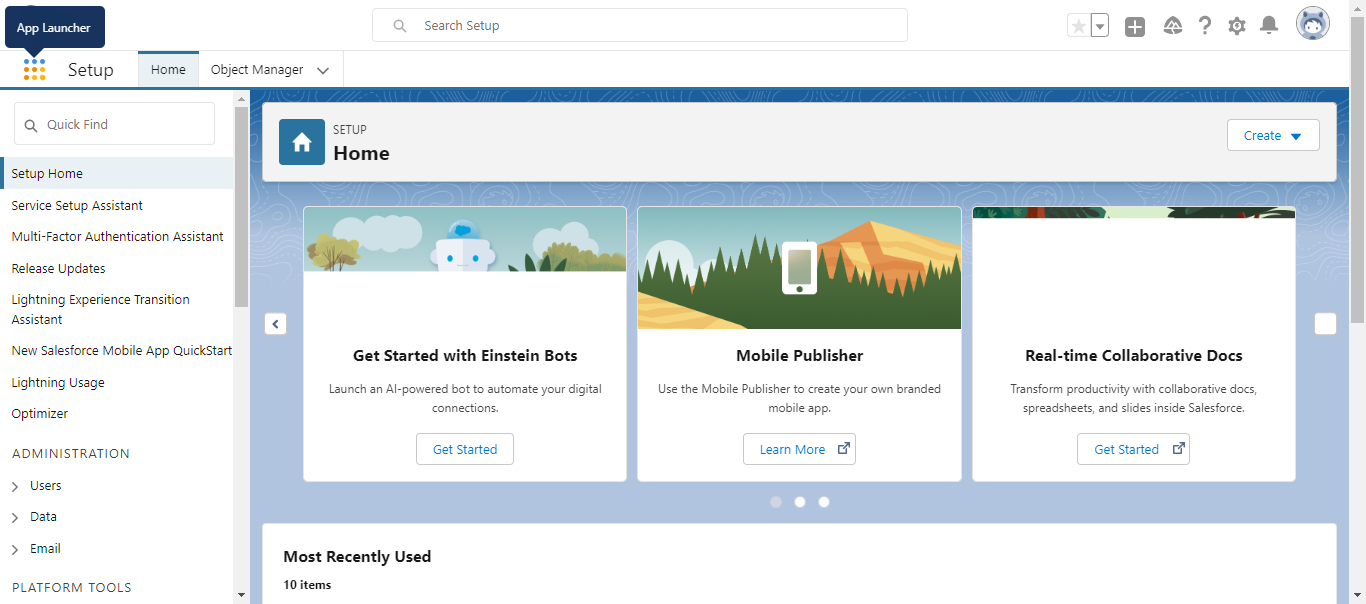 App Launcher
Search Setup
Setup
Home
Object Manager
Quick Find
Setup Home
Service Setup Assistant
Multi-Factor Authentication Assistant
Release Updates
Lightning Experience Transition
Assistant
New Salesforce Mobile App QuickStart
Lightning Usage
Optimizer
ADMINISTRATION
Users
Data
Email
PLATFORM TOOLS
SETUP
Home
Create
Get Started with Einstein Bots
Launch an AI-powered bot to automate your digital
connections.
Get Started
Mobile Publisher
Use the Mobile Publisher to create your own branded
mobile app.
Learn More
Real-time Collaborative Docs
Transform productivity with collaborative docs,
spreadsheets, and slides inside Salesforce.
Get Started
Most Recently Used
10 items